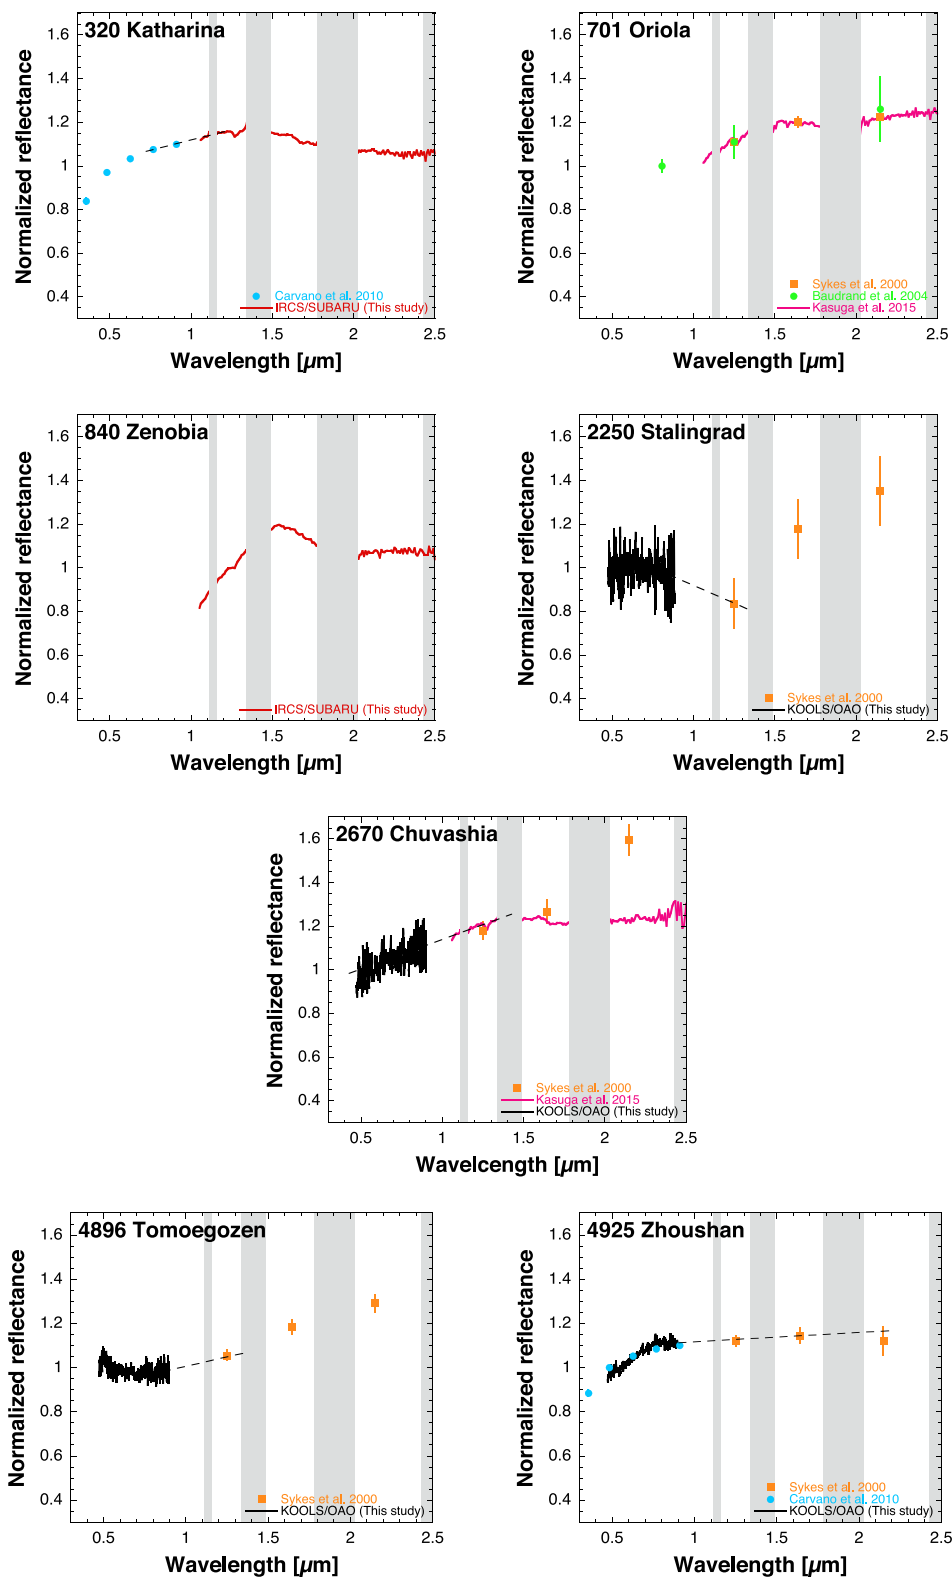 320 Katharina
Normalized reflectance
1.6
1.4
1.2
1
0.8
0.6
0.4
Carvano et al. 2010
IRCS/SUBARU (This study)
0.5 1 1.5 2 2.5
Wavelength [µm]
701 Oriola
Normalized reflectance
1.6
1.4
1.2
1
0.8
0.6
0.4
Sykes et al. 2000
Baudrand et al. 2004
Kasuga et al. 2015
0.5 1 1.5 2 2.5
Wavelength [µm]
840 Zenobia
Normalized reflectance
1.6
1.4
1.2
1
0.8
0.6
0.4
IRCS/SUBARU (This study)
0.5 1 1.5 2 2.5
Wavelength [µm]
2250 Stalingrad
Normalized reflectance
1.6
1.4
1.2
1
0.8
0.6
0.4
Sykes et al. 2000
KOOLS/OAO (This study)
0.5 1 1.5 2 2.5
Wavelength [µm]
2670 Chuvashia
Normalized reflectance
1.6
1.4
1.2
1
0.8
0.6
0.4
Sykes et al. 2000
Kasuga et al. 2015
KOOLS/OAO (This study)
0.5 1 1.5 2 2.5
Wavelcength [µm]
4896 Tomoegozen
Normalized reflectance
1.6
1.4
1.2
1
0.8
0.6
0.4
Sykes et al. 2000
KOOLS/OAO (This study)
0.5 1 1.5 2 2.5
Wavelength [µm]
4925 Zhoushan
Normalized reflectance
1.6
1.4
1.2
1
0.8
0.6
0.4
Sykes et al. 2000
Carvano et al. 2010
KOOLS/OAO (This study)
0.5 1 1.5 2 2.5
Wavelength [µm]